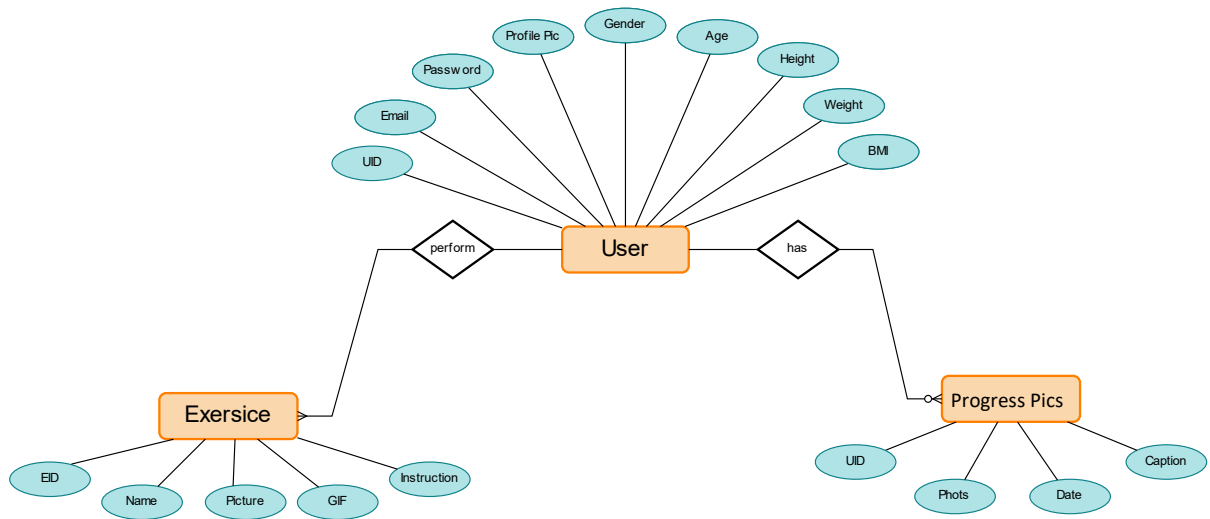 Gender
Profile Pic
Age
Height
Password
Weight
Email
BMI
UID
perform
User
has
Exersice
Progress Pics
EID
Name
Picture
GIF
Instruction
UID
Phots
Date
Caption